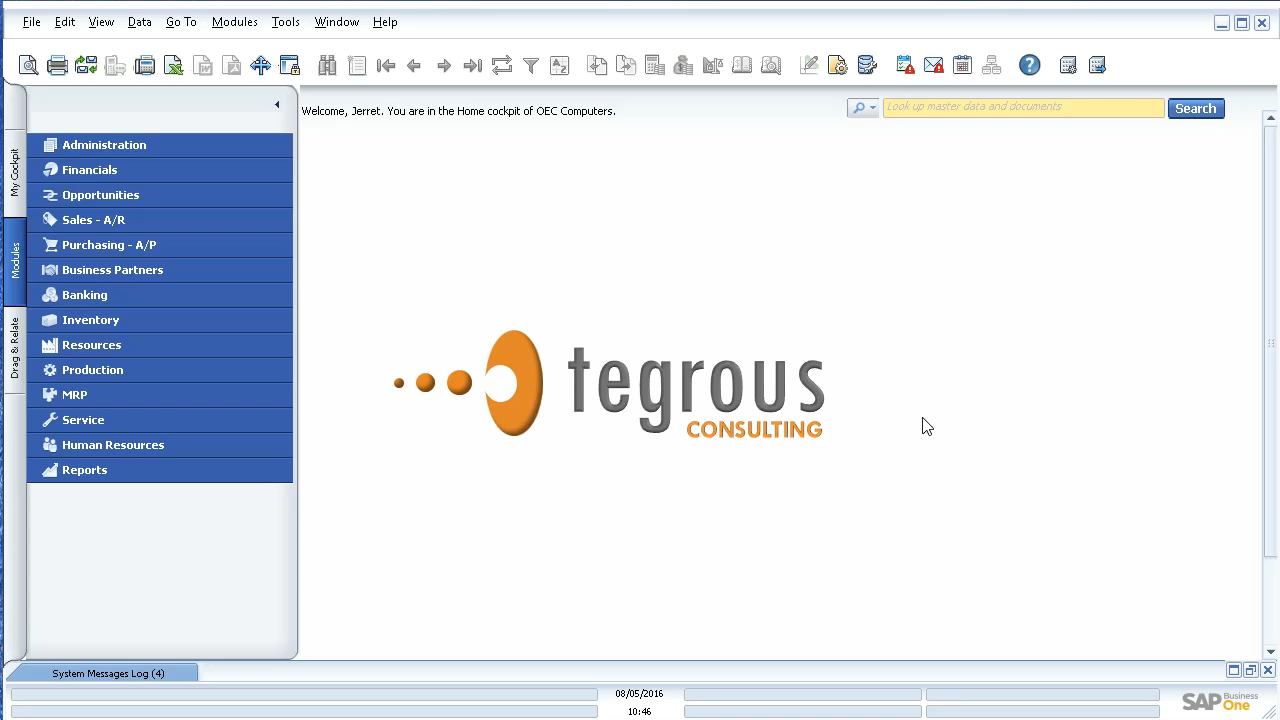 File Edit View Data Go To Modules Tools Window Help
Welcome, Jerret. You are in the Home cockpit of OEC Computers.
Look up master data and documents
Search
My Cockpit
Modules
Drag & Relate
Administration
Financials
Opportunities
Sales - A/R
Purchasing - A/P
Business Partners
Banking
Inventory
Resources
Production
MRP
Service
Human Resources
Reports
tegrous
CONSULTING
System Messages Log (4)
08/05/2016
10:46
SAP Business One